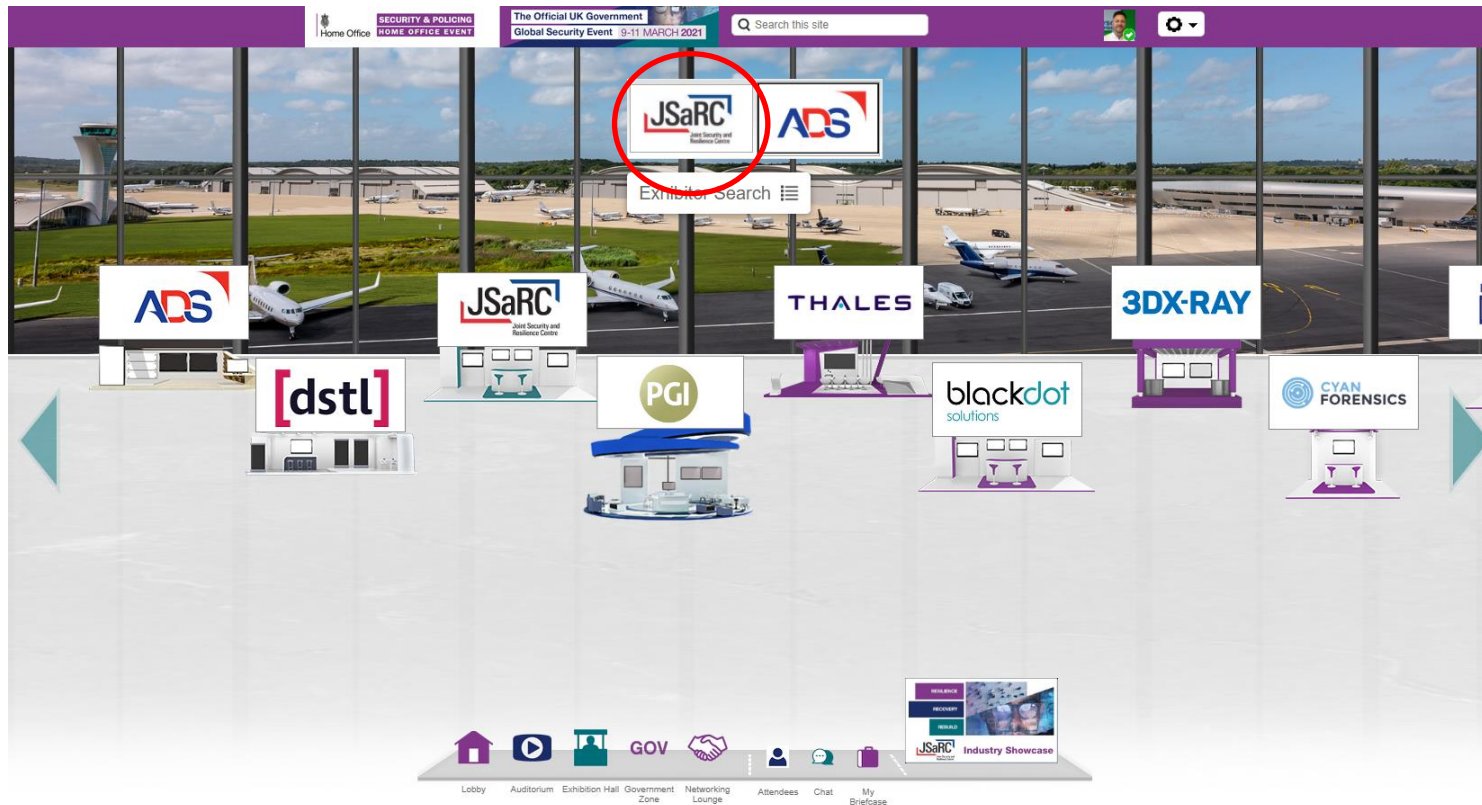 Home Office
SECURITY & POLICING
HOME OFFICE EVENT
The Official UK Government
Global Security Event 9-11 MARCH 2021
Search this site
JSaRC
Joint Security and
Resilience Centre
ADS
Exhibitor Search
ADS
JSaRC
Joint Security and
Resilience Centre
THALES
3DX-RAY
[dstl]
PGI
blackdot
solutions
CYAN
FORENSICS
RESILIENCE
RECOVERY
REBUILD
JSaRC
Industry Showcase
GOV
Lobby
Auditorium
Exhibition Hall
Government
Zone
Networking
Lounge
Attendees
Chat
My
Briefcase